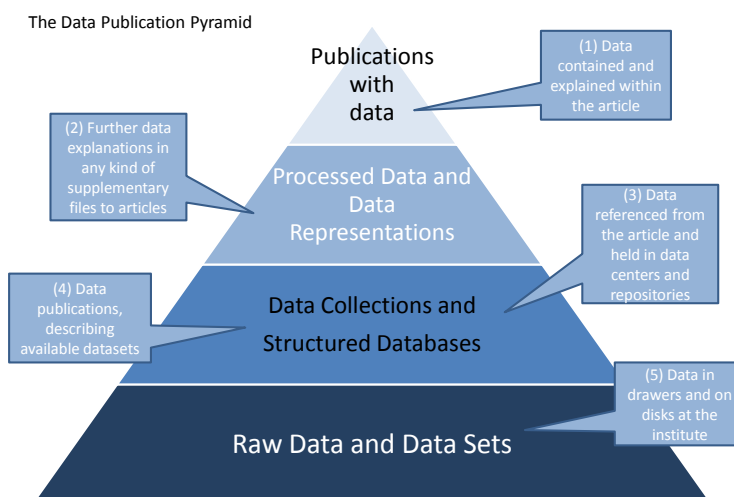 The Data Publication Pyramid
Publications
with
data
(1) Data
contained and
explained within
the article
(2) Further data
explanations in
any kind of
supplementary
files to articles
Processed Data and
Data
Representations
(3) Data
referenced from
the article and
held in data
centers and
repositories
(4) Data
publications,
describing
available datasets
Data Collections and
Structured Databases
(5) Data in
drawers and on
disks at the
institute
Raw Data and Data Sets